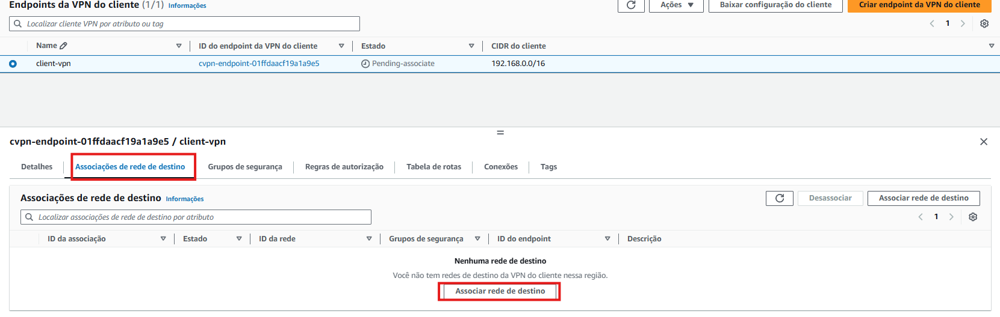 Endpoints da VPN do cliente (1/1) Informações
Ações
Baixar configuração do cliente
Criar endpoint da VPN do cliente
Localizar cliente VPN por atributo ou tag
1
Name ID do endpoint da VPN do cliente Estado CIDR do cliente
client-vpn cvpn-endpoint-01ffdaacf19a1a9e5 Pending-associate 192.168.0.0/16
cvpn-endpoint-01ffdaacf19a1a9e5 / client-vpn
Detalhes Associações de rede de destino Grupos de segurança Regras de autorização Tabela de rotas Conexões Tags
Associações de rede de destino Informações
Desassociar
Associar rede de destino
Localizar associações de rede de destino por atributo
1
ID da associação Estado ID da rede Grupos de segurança ID do endpoint Descrição
Nenhuma rede de destino
Você não tem redes de destino da VPN do cliente nessa região.
Associar rede de destino